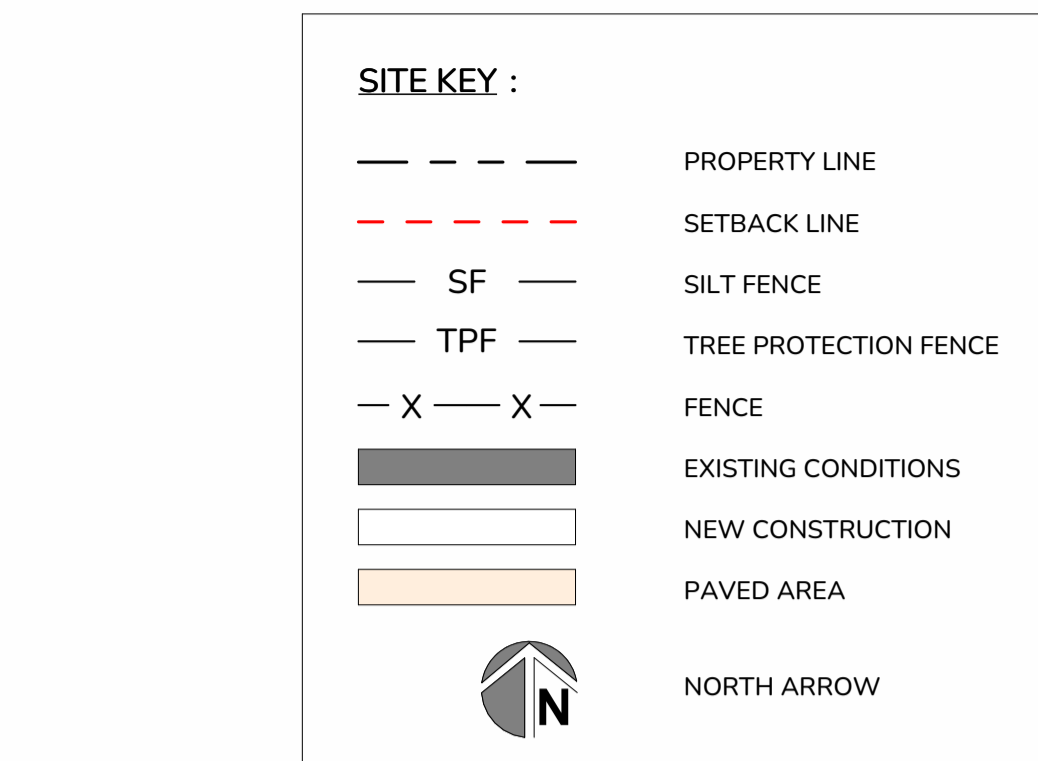 SITE KEY :
PROPERTY LINE
SETBACK LINE
SF SILT FENCE
TPF TREE PROTECTION FENCE
X X FENCE
EXISTING CONDITIONS
NEW CONSTRUCTION
PAVED AREA
N NORTH ARROW